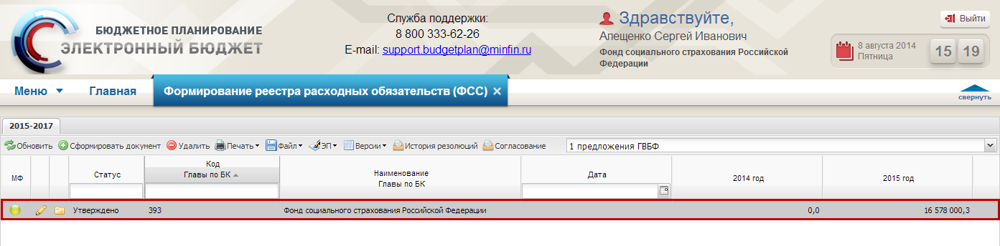 БЮДЖЕТНОЕ ПЛАНИРОВАНИЕ
ЭЛЕКТРОННЫЙ БЮДЖЕТ
Служба поддержки:
8 800 333-62-26
E-mail: support.budgetplan@minfin.ru
Здравствуйте,
Алещенко Сергей Иванович
Фонд социального страхования Российской
Федерации
Выйти
8 августа 2014
Пятница
15 19
Меню Главная Формирование реестра расходных обязательств (ФСС) ×
свернуть
2015-2017
Обновить Сформировать документ Удалить Печать Файл ЭП Версии История резолюций Согласование 1 предложения ГВБФ
МФ Статус Код Главы по БК Наименование Главы по БК Дата 2014 год 2015 год
Утверждено 393 Фонд социального страхования Российской Федерации 0,0 16 578 000,3